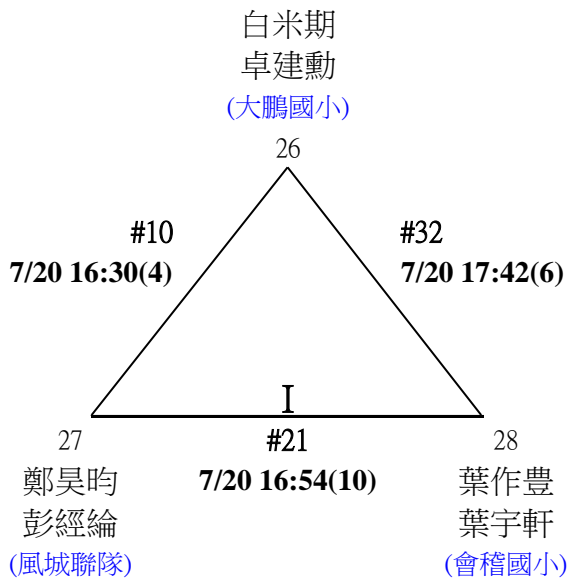 白米期
卓建勳
(大鵬國小)
26
#10
7/20 16:30(4)
#32
7/20 17:42(6)
I
27
#21
28
鄭昊昀
彭經綸
(風城聯隊)
7/20 16:54(10)
葉作豊
葉宇軒
(會稽國小)